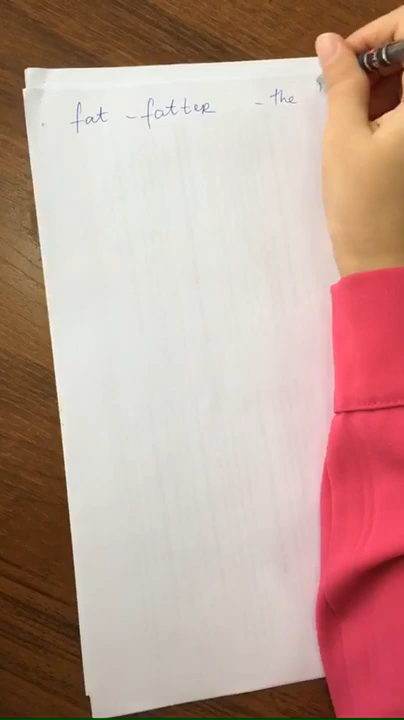 fat - fatter - the